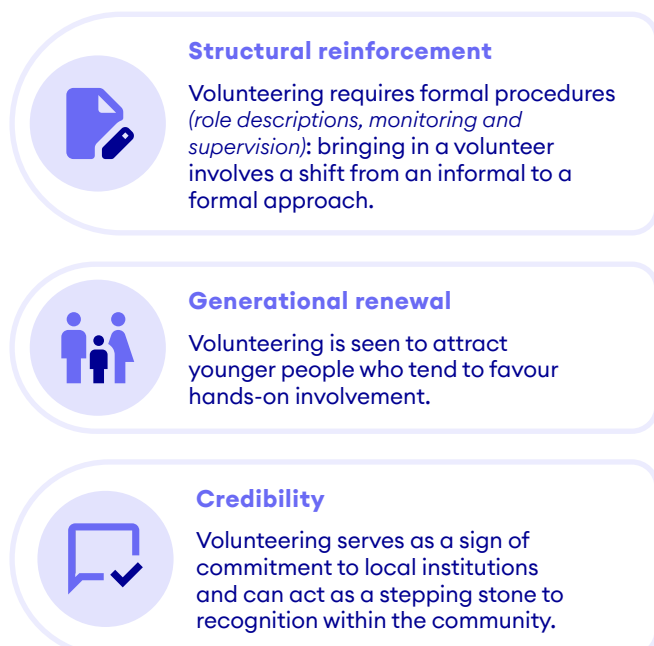 Structural reinforcement
Volunteering requires formal procedures
(role descriptions, monitoring and
supervision): bringing in a volunteer
involves a shift from an informal to a
formal approach.
Generational renewal
Volunteering is seen to attract
younger people who tend to favour
hands-on involvement.
Credibility
Volunteering serves as a sign of
commitment to local institutions
and can act as a stepping stone to
recognition within the community.